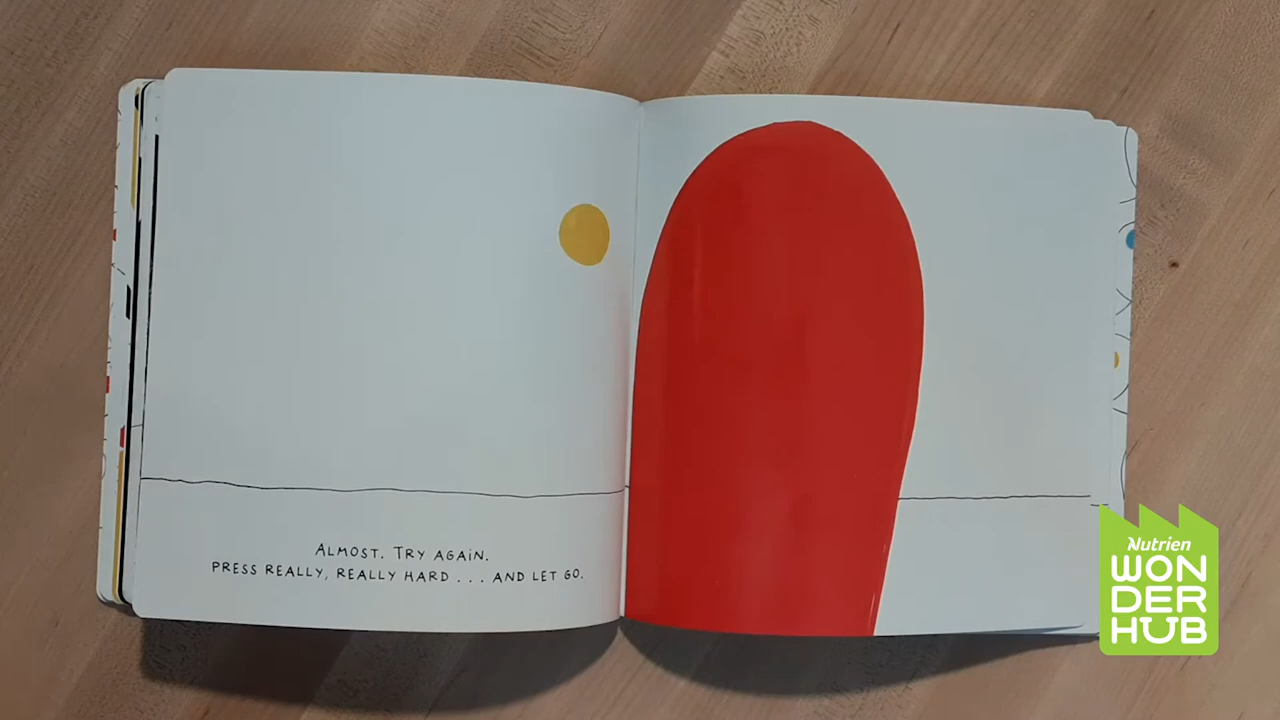 ALMOST. TRY AGAIN.
PRESS REALLY, REALLY HARD . . . AND LET GO.
Nutrien
WON
DER
HUB